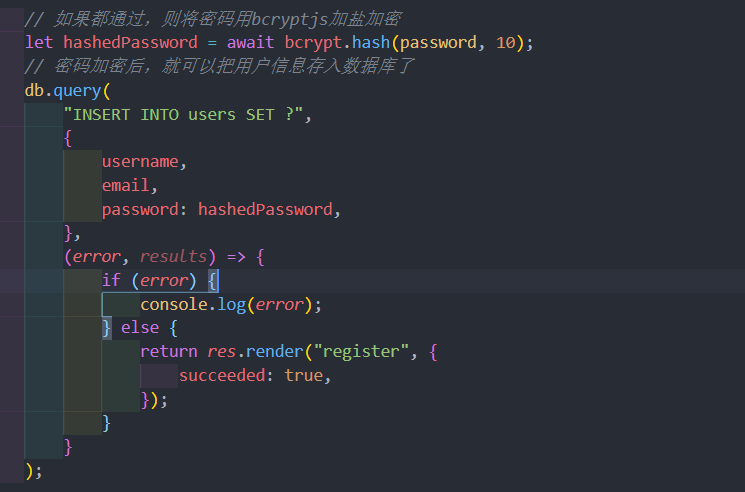 // 如果都通过，则将密码用bcryptjs加盐加密
let hashedPassword = await bcrypt.hash(password, 10);
// 密码加密后，就可以把用户信息存入数据库了
db.query(
    "INSERT INTO users SET ?",
    {
        username,
        email,
        password: hashedPassword,
    },
    (error, results) => {
        if (error) {
            console.log(error);
        } else {
            return res.render("register", {
                succeeded: true,
            });
        }
    }
);